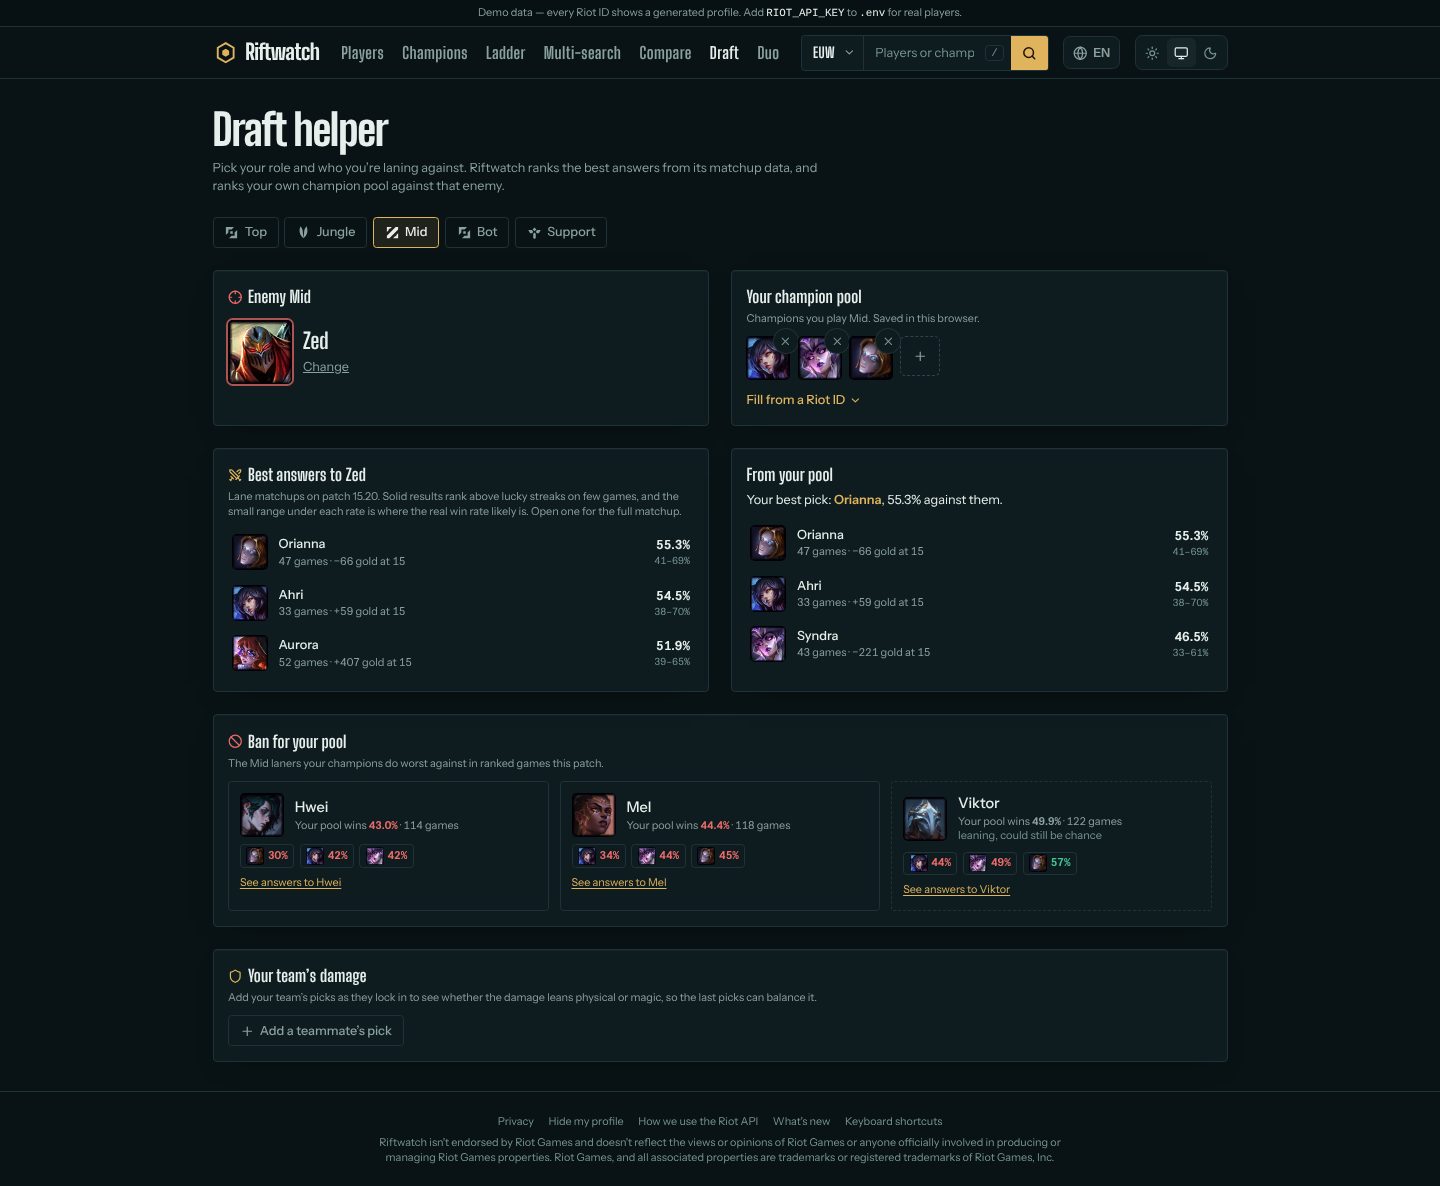 Demo data — every Riot ID shows a generated profile. Add RIOT_API_KEY to .env for real players.
Riftwatch Players Champions Ladder Multi-search Compare Draft Duo EUW Players or champ / EN
Draft helper
Pick your role and who you're laning against. Riftwatch ranks the best answers from its matchup data, and
ranks your own champion pool against that enemy.
Top Jungle Mid Bot Support
Enemy Mid
Zed
Change
Your champion pool
Champions you play Mid. Saved in this browser.
Fill from a Riot ID
Best answers to Zed
Lane matchups on patch 15.20. Solid results rank above lucky streaks on few games, and the
small range under each rate is where the real win rate likely is. Open one for the full matchup.
Orianna 55.3%
47 games · −66 gold at 15 41–69%
Ahri 54.5%
33 games · +59 gold at 15 38–70%
Aurora 51.9%
52 games · +407 gold at 15 39–65%
From your pool
Your best pick: Orianna, 55.3% against them.
Orianna 55.3%
47 games · −66 gold at 15 41–69%
Ahri 54.5%
33 games · +59 gold at 15 38–70%
Syndra 46.5%
43 games · −221 gold at 15 33–61%
Ban for your pool
The Mid laners your champions do worst against in ranked games this patch.
Hwei
Your pool wins 43.0% · 114 games
30% 42% 42%
See answers to Hwei
Mel
Your pool wins 44.4% · 118 games
34% 44% 45%
See answers to Mel
Viktor
Your pool wins 49.9% · 122 games
leaning, could still be chance
44% 49% 57%
See answers to Viktor
Your team's damage
Add your team's picks as they lock in to see whether the damage leans physical or magic, so the last picks can balance it.
Add a teammate's pick
Privacy Hide my profile How we use the Riot API What's new Keyboard shortcuts
Riftwatch isn't endorsed by Riot Games and doesn't reflect the views or opinions of Riot Games or anyone officially involved in producing or
managing Riot Games properties. Riot Games, and all associated properties are trademarks or registered trademarks of Riot Games, Inc.